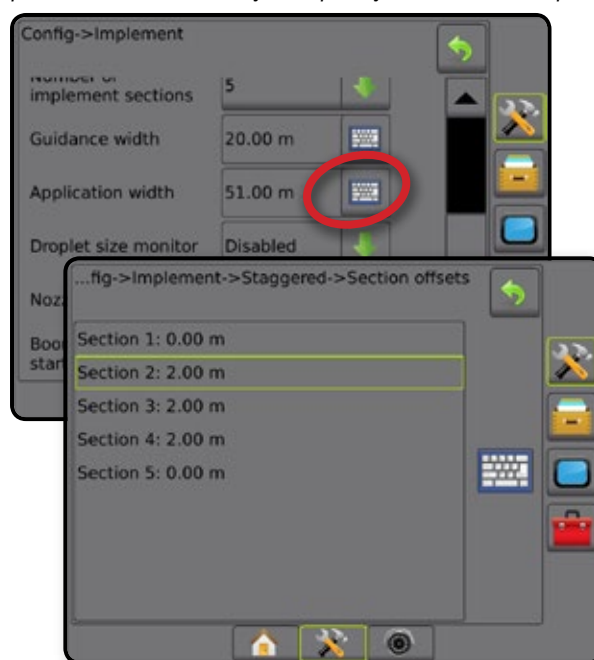 Config->Implement
implement sections 5
Guidance width 20.00 m
Application width 51.00 m
Droplet size monitor Disabled
...fig->Implement->Staggered->Section offsets
Section 1: 0.00 m
Section 2: 2.00 m
Section 3: 2.00 m
Section 4: 2.00 m
Section 5: 0.00 m